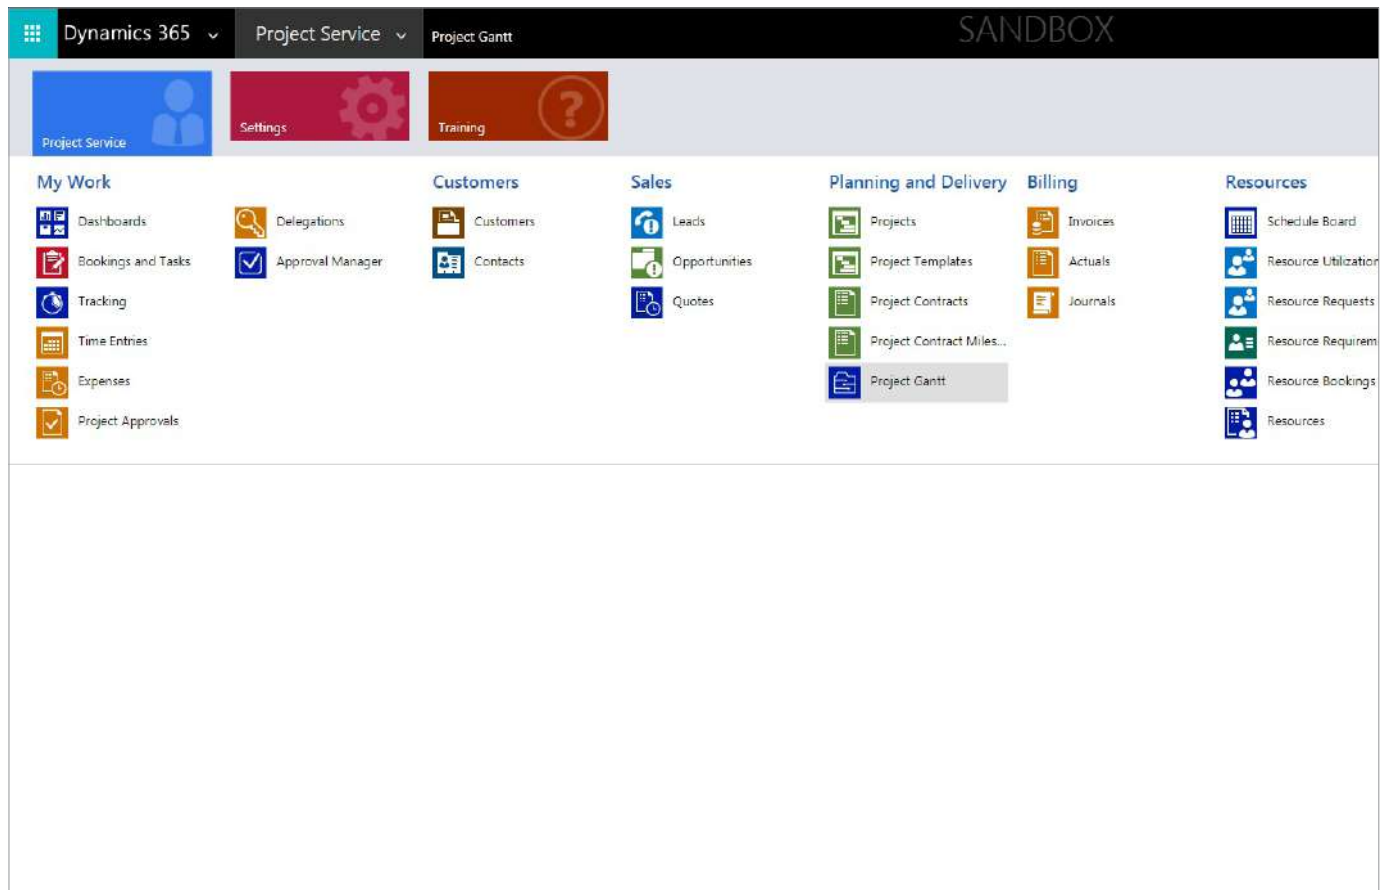 Dynamics 365
Project Service
Project Gantt
SANDBOX
Project Service
Settings
Training
My Work
Dashboards
Bookings and Tasks
Tracking
Time Entries
Expenses
Project Approvals
Delegations
Approval Manager
Customers
Customers
Contacts
Sales
Leads
Opportunities
Quotes
Planning and Delivery
Projects
Project Templates
Project Contracts
Project Contract Miles...
Project Gantt
Billing
Invoices
Actuals
Journals
Resources
Schedule Board
Resource Utilization
Resource Requests
Resource Requirem
Resource Bookings
Resources